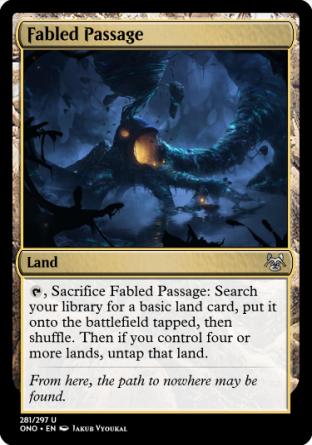 Fabled Passage
Land
, Sacrifice Fabled Passage: Search
your library for a basic land card, put it
onto the battlefield tapped, then
shuffle. Then if you control four or
more lands, untap that land.
From here, the path to nowhere may be
found.
281/297 U
ONO • EN Jakub Vyoukal